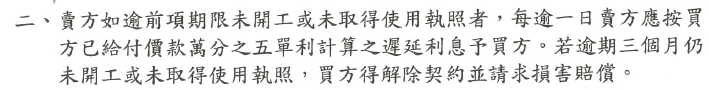 二、賣方如逾前項期限未開工或未取得使用執照者，每逾一日賣方應按買
方已給付價款萬分之五單利計算之遲延利息予買方。若逾期三個月仍
未開工或未取得使用執照，買方得解除契約並請求損害賠償。